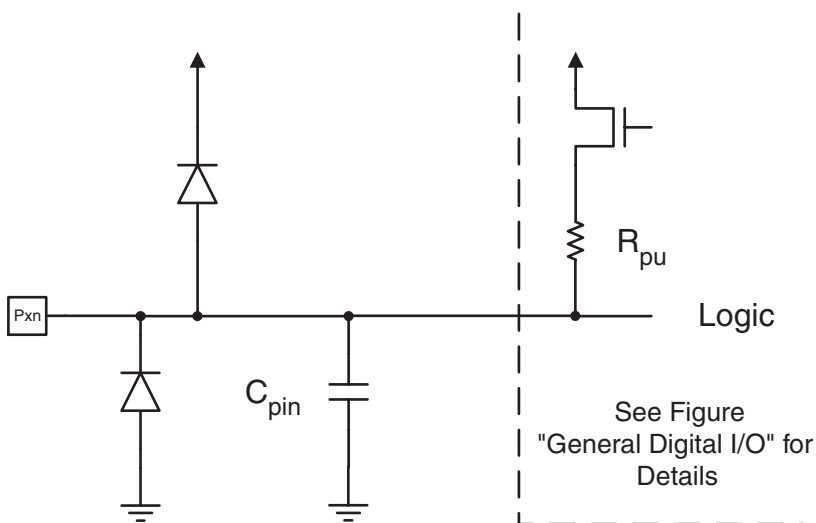 R_pu
Pxn
Logic
C_pin
See Figure
"General Digital I/O" for
Details